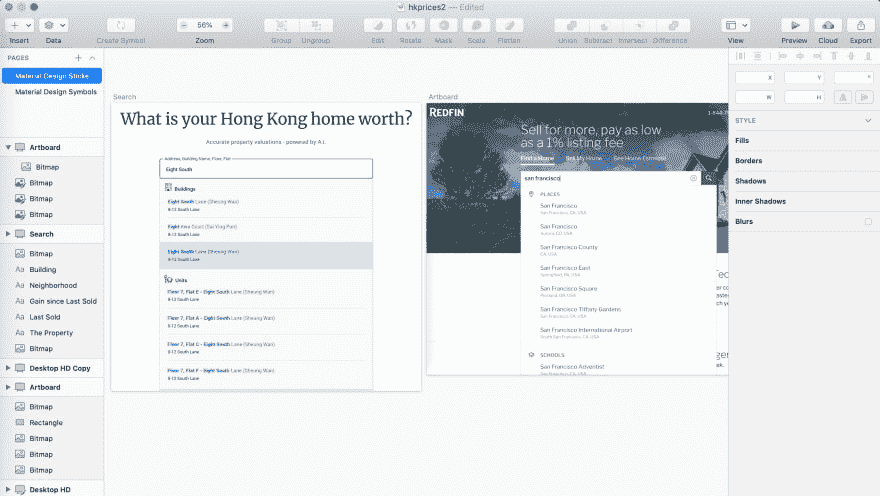 hkprices2 — Edited
Insert
Data
Create Symbol
56%
Zoom
Group
Ungroup
Edit
Rotate
Mask
Scale
Flatten
Union
Subtract
Intersect
Difference
View
Preview
Cloud
Export
PAGES
Material Design Sticks
Material Design Symbols
Artboard
Bitmap
Bitmap
Bitmap
Bitmap
Search
Bitmap
Aa Building
Aa Neighborhood
Aa Gain since Last Sold
Aa Last Sold
Aa The Property
Bitmap
Desktop HD Copy
Artboard
Bitmap
Rectangle
Bitmap
Bitmap
Bitmap
Desktop HD
Search
What is your Hong Kong home worth?
Accurate property valuations - powered by A.I.
Address, Building Name, Floor, Flat
Eight South
Buildings
Eight South Lane (Sheung Wan)
8-12 South Lane
Eight Kwa Court (Sai Ying Pun)
8-12 South Lane
Eight South Lane (Sheung Wan)
8-12 South Lane
Units
Floor 7, Flat E - Eight South Lane (Sheung Wan)
8-12 South Lane
Floor 7, Flat A - Eight South Lane (Sheung Wan)
8-12 South Lane
Floor 7, Flat C - Eight South Lane (Sheung Wan)
8-12 South Lane
Floor 7, Flat F - Eight South Lane (Sheung Wan)
8-12 South Lane
Artboard
REDFIN
Sell for more, pay as low
as a 1% listing fee
Find a Home
Sell My Home
See Home Estimate
san francisco
PLACES
San Francisco
San Francisco, CA, USA
San Francisco
San Francisco County
CA, USA
San Francisco East
San Francisco Square
San Francisco Tiffany Gardens
San Francisco, CA, USA
San Francisco International Airport
South San Francisco, CA, USA
SCHOOLS
San Francisco Adventist
X
Y
°
W
H
STYLE
Fills
Borders
Shadows
Inner Shadows
Blurs